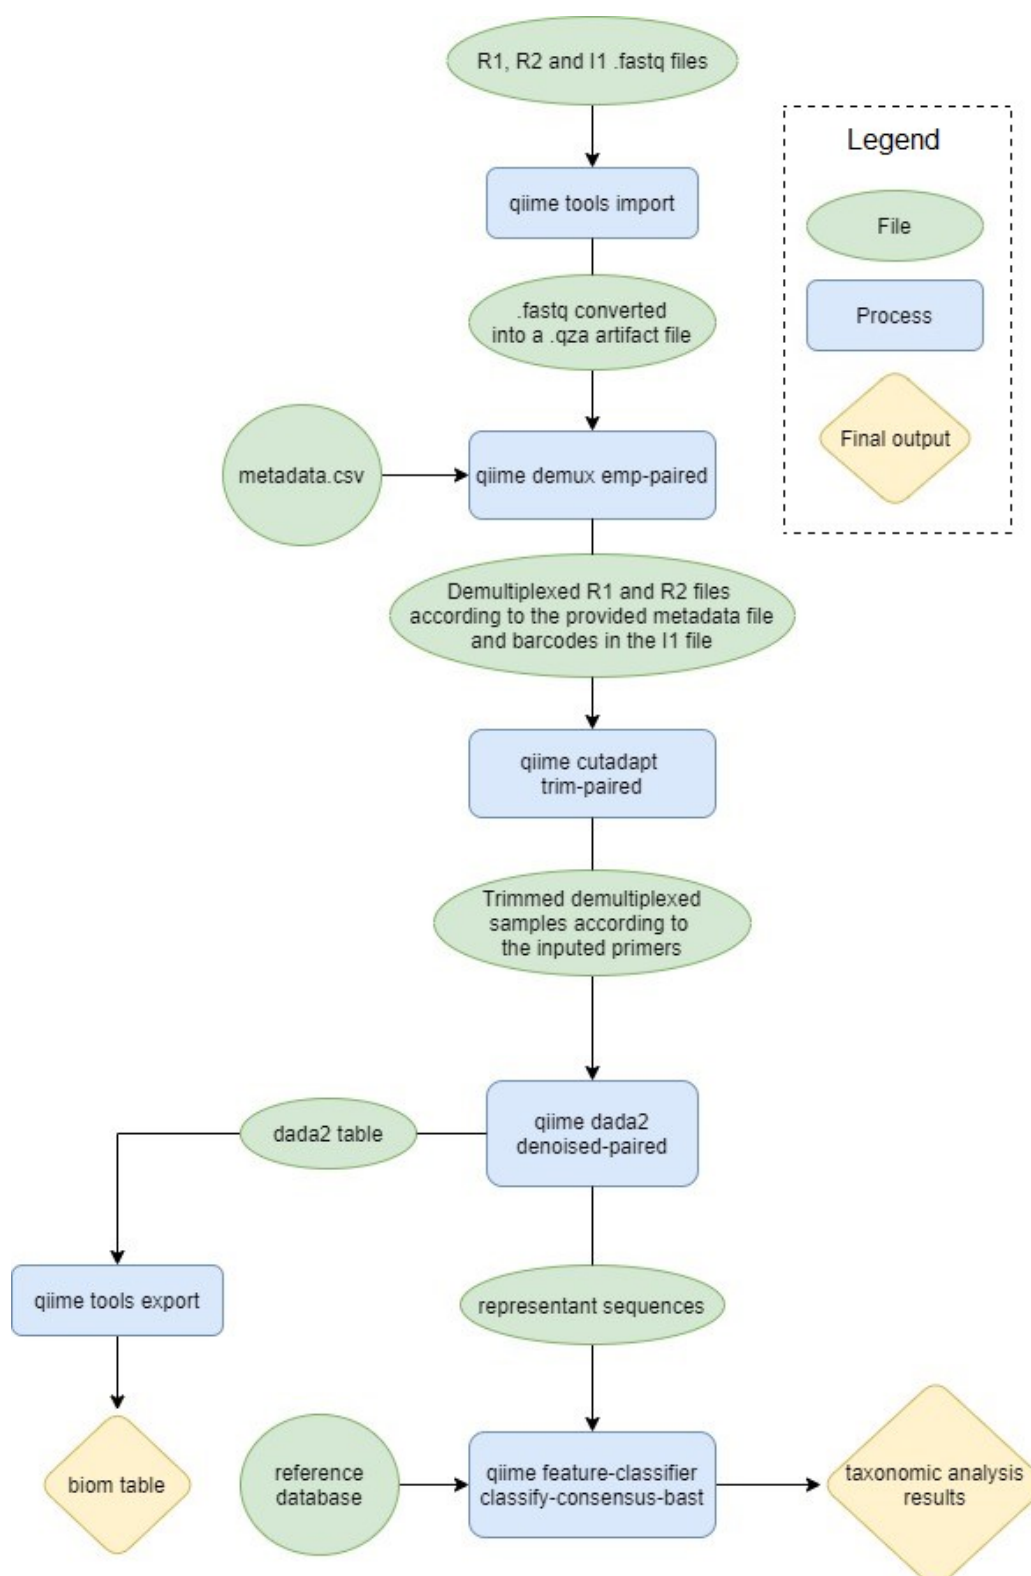 R1, R2 and I1 .fastq files
Legend
qiime tools import
File
.fastq converted
into a .qza artifact file
Process
Final output
metadata.csv
qiime demux emp-paired
Demultiplexed R1 and R2 files
according to the provided metadata file
and barcodes in the I1 file
qiime cutadapt
trim-paired
Trimmed demultiplexed
samples according to
the inputed primers
qiime dada2
denoised-paired
dada2 table
qiime tools export
representant sequences
biom table
reference
database
qiime feature-classifier
classify-consensus-bast
taxonomic analysis
results